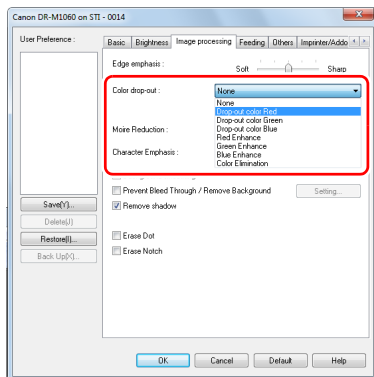 Canon DR-M1060 on STI - 0014
User Preference :
Basic Brightness Image processing Feeding Others Imprinter/Addo
Edge emphasis :
Soft Sharp
Color drop-out : None
None
Drop-out color Red
Drop-out color Green
Moire Reduction : Drop-out color Blue
Red Enhance
Green Enhance
Character Emphasis : Blue Enhance
Color Elimination
Prevent Bleed Through / Remove Background Setting...
Save(Y)... Remove shadow
Delete(J)
Restore(I)... Erase Dot
Back Up(X)... Erase Notch
OK Cancel Default Help